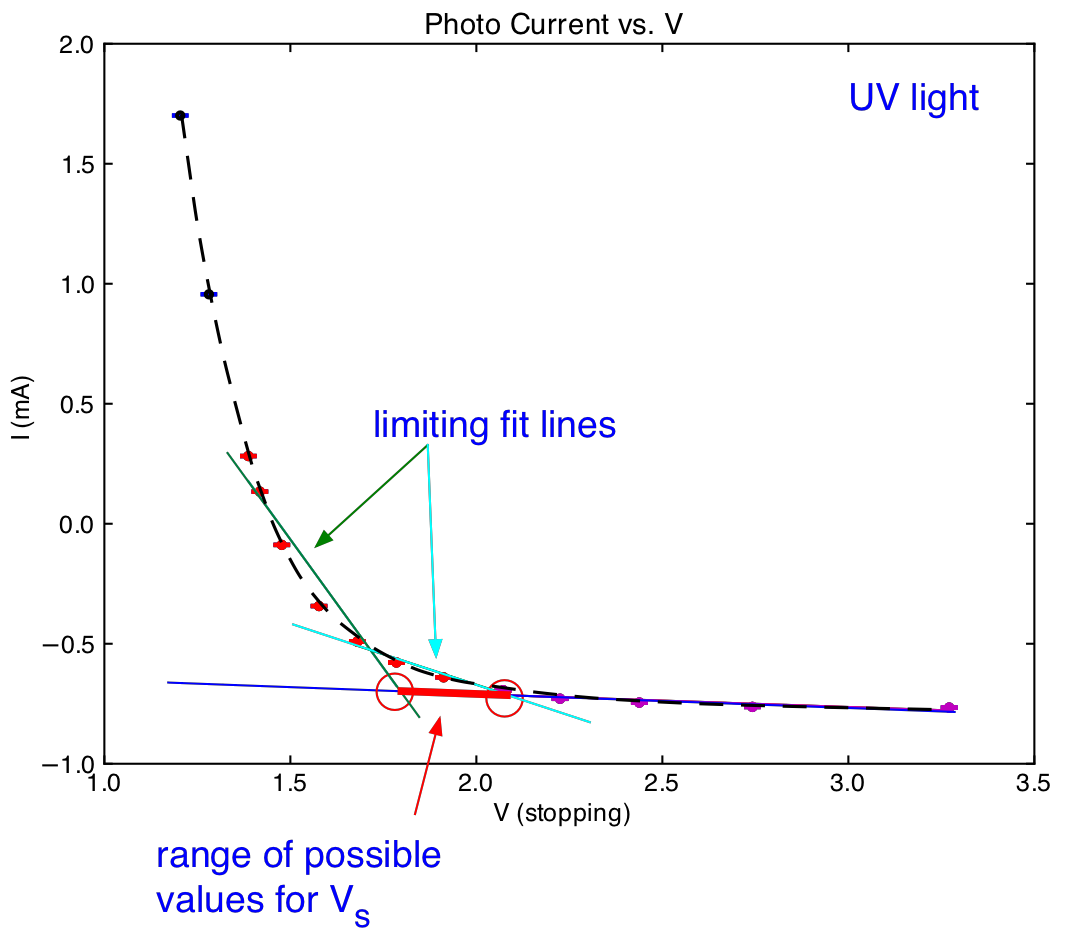 Photo Current vs. V
2.0
UV light
1.5
1.0
I (mA)
0.5
limiting fit lines
0.0
−0.5
−1.0
1.0
1.5
2.0
2.5
3.0
3.5
V (stopping)
range of possible
values for Vs